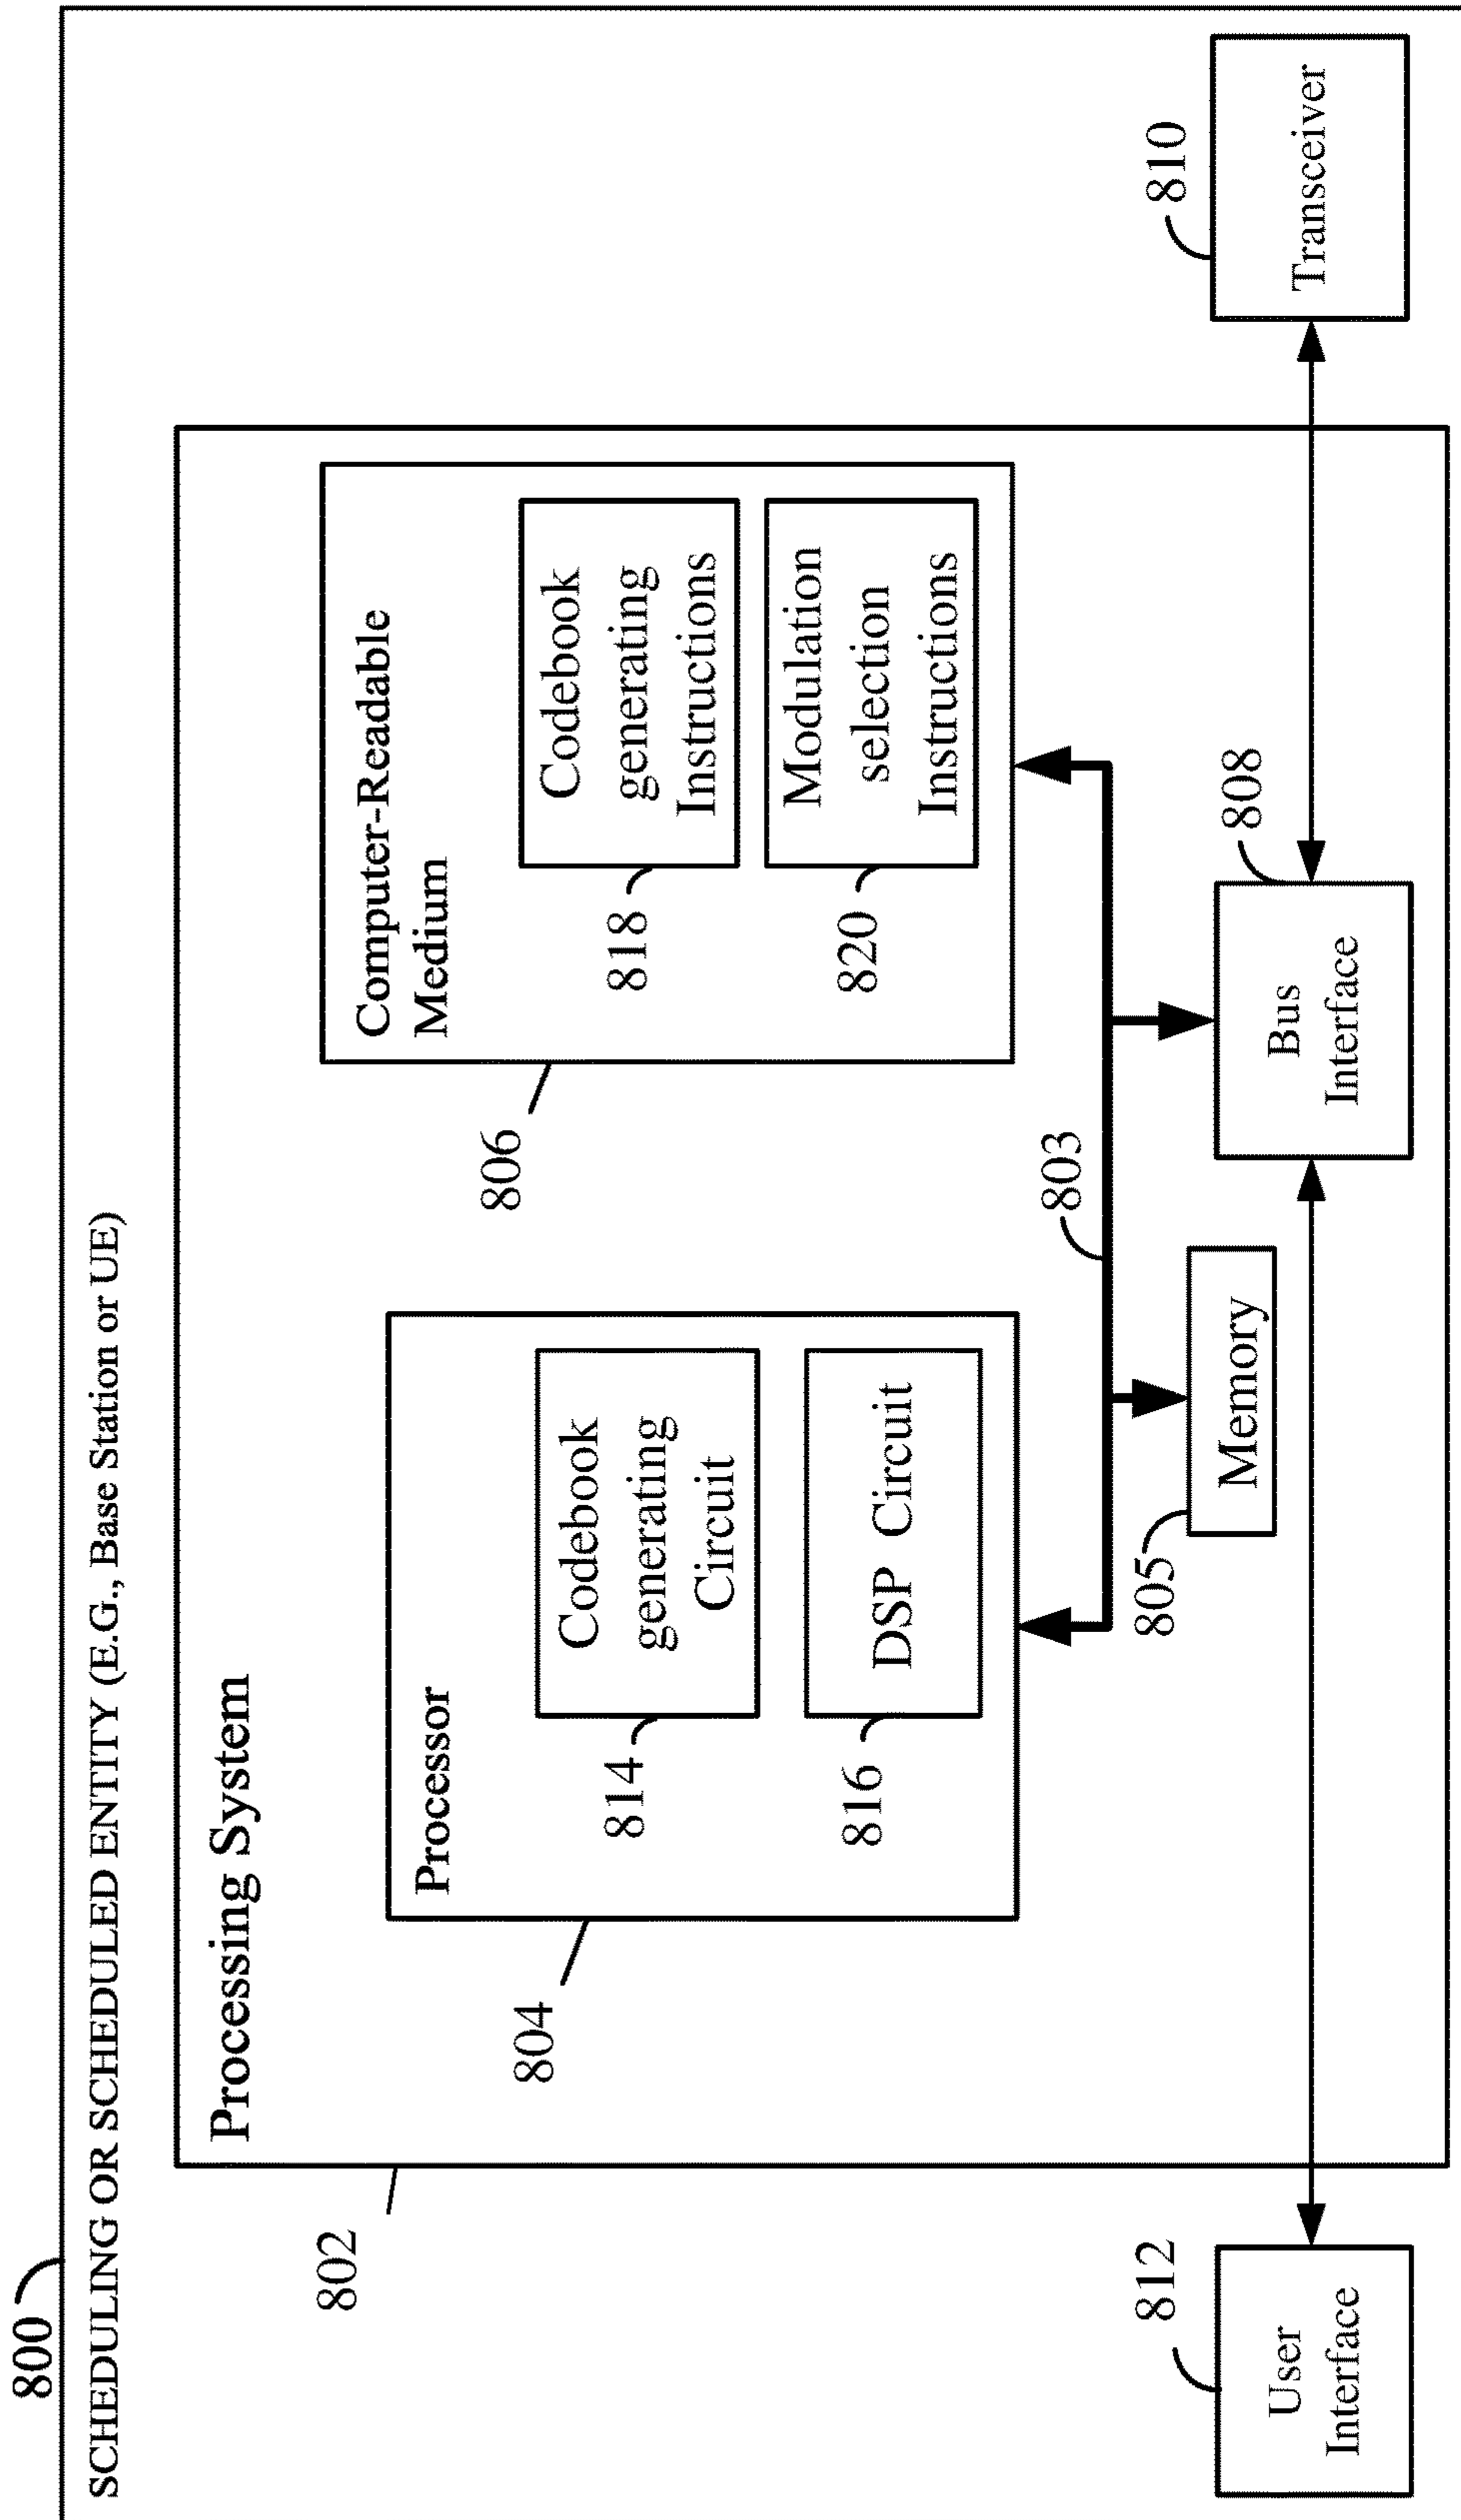 800
SCHEDULING OR SCHEDULED ENTITY (E.G., Base Station or UE)
802
Processing System
804
Processor
814
Codebook
generating
Circuit
816
DSP Circuit
806
Computer-Readable
Medium
818
Codebook
generating
Instructions
820
Modulation
selection
Instructions
803
805
Memory
808
Bus
Interface
810
Transceiver
812
User
Interface